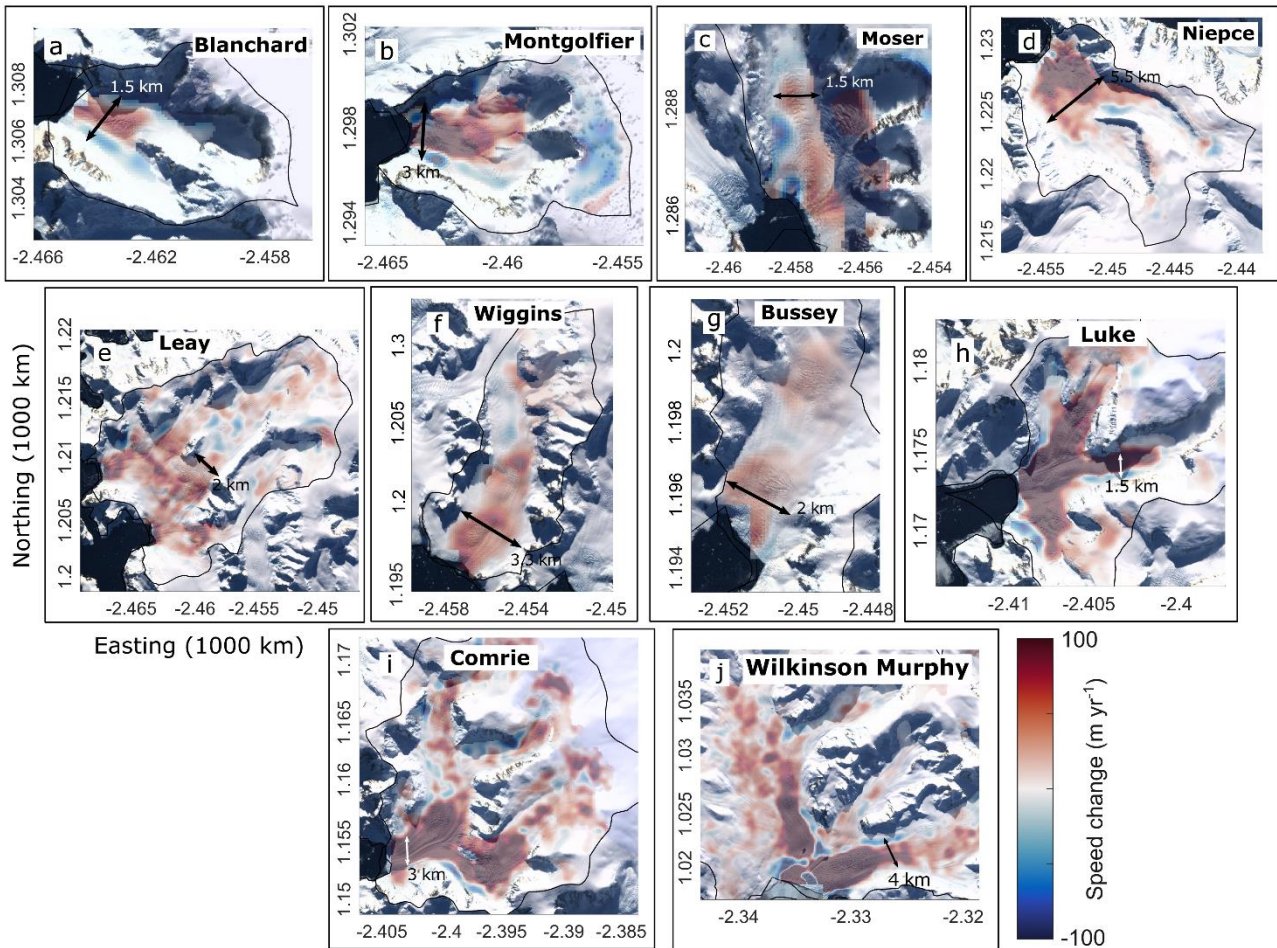 a
Blanchard
1.5 km
1.308
1.306
1.304
-2.466
-2.462
-2.458
b
Montgolfier
3 km
1.302
1.298
1.294
-2.465
-2.46
-2.455
c
Moser
1.5 km
1.288
1.286
-2.46
-2.458
-2.456
-2.454
d
Niepce
5.5 km
1.23
1.225
1.22
1.215
-2.455
-2.45
-2.445
-2.44
Northing (1000 km)
e
Leay
2 km
1.22
1.215
1.21
1.205
1.2
-2.465
-2.46
-2.455
-2.45
Easting (1000 km)
f
Wiggins
3.5 km
1.3
1.205
1.2
1.195
-2.458
-2.454
-2.45
g
Bussey
2 km
1.2
1.198
1.196
1.194
-2.452
-2.45
-2.448
h
Luke
1.5 km
1.18
1.175
1.17
-2.41
-2.405
-2.4
i
Comrie
3 km
1.17
1.165
1.16
1.155
1.15
-2.405
-2.4
-2.395
-2.39
-2.385
j
Wilkinson Murphy
4 km
1.035
1.03
1.025
1.02
-2.34
-2.33
-2.32
100
Speed change (m yr⁻¹)
-100